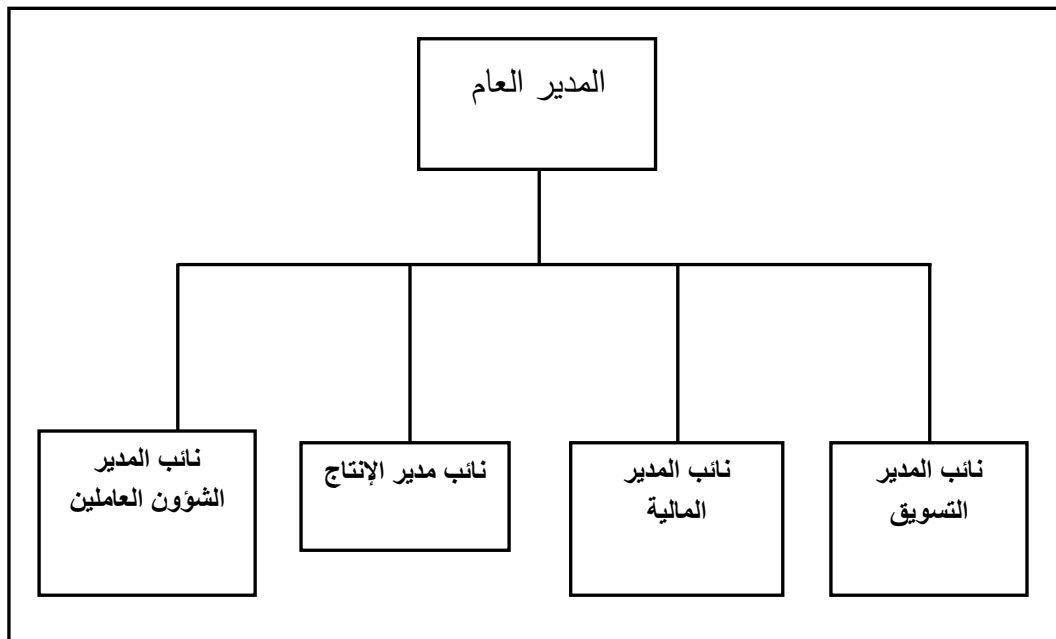 المدير العام
نائب المدير
التسويق
نائب المدير
المالية
نائب مدير الإنتاج
نائب المدير
الشؤون العاملين